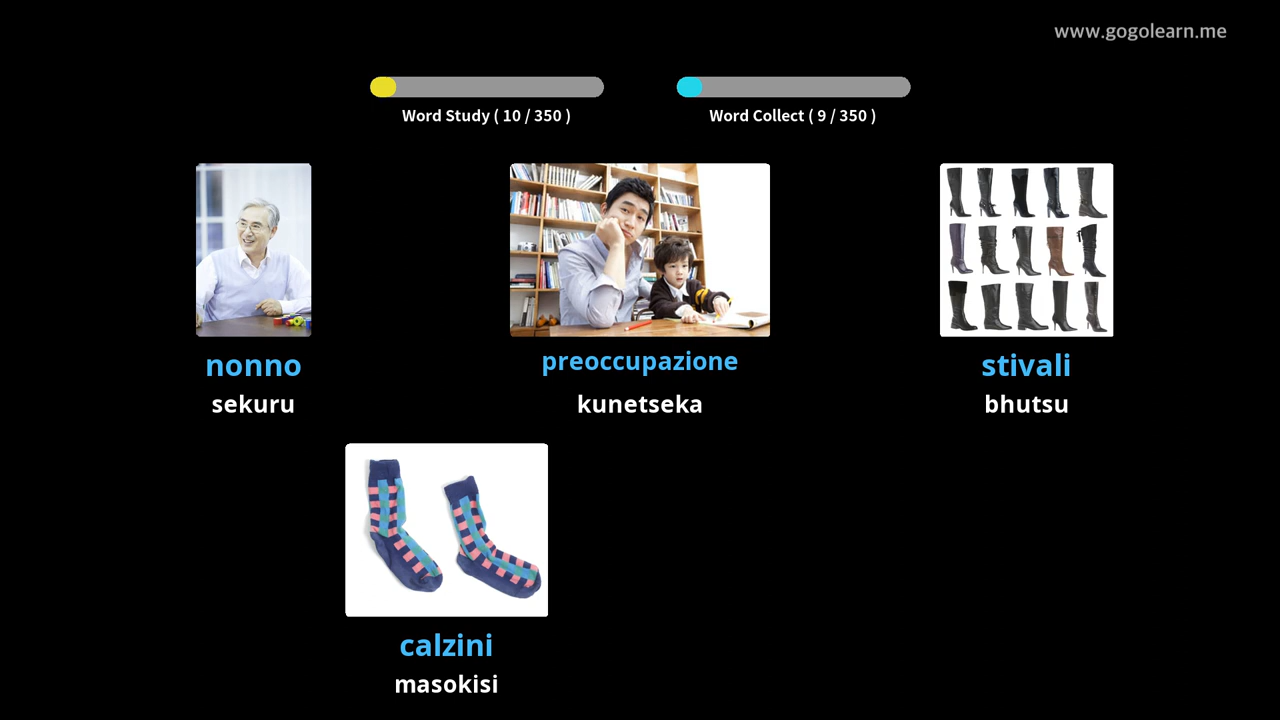 www.gogolearn.me
Word Study ( 10 / 350 )
Word Collect ( 9 / 350 )
nonno
sekuru
preoccupazione
kunetseka
stivali
bhutsu
calzini
masokisi